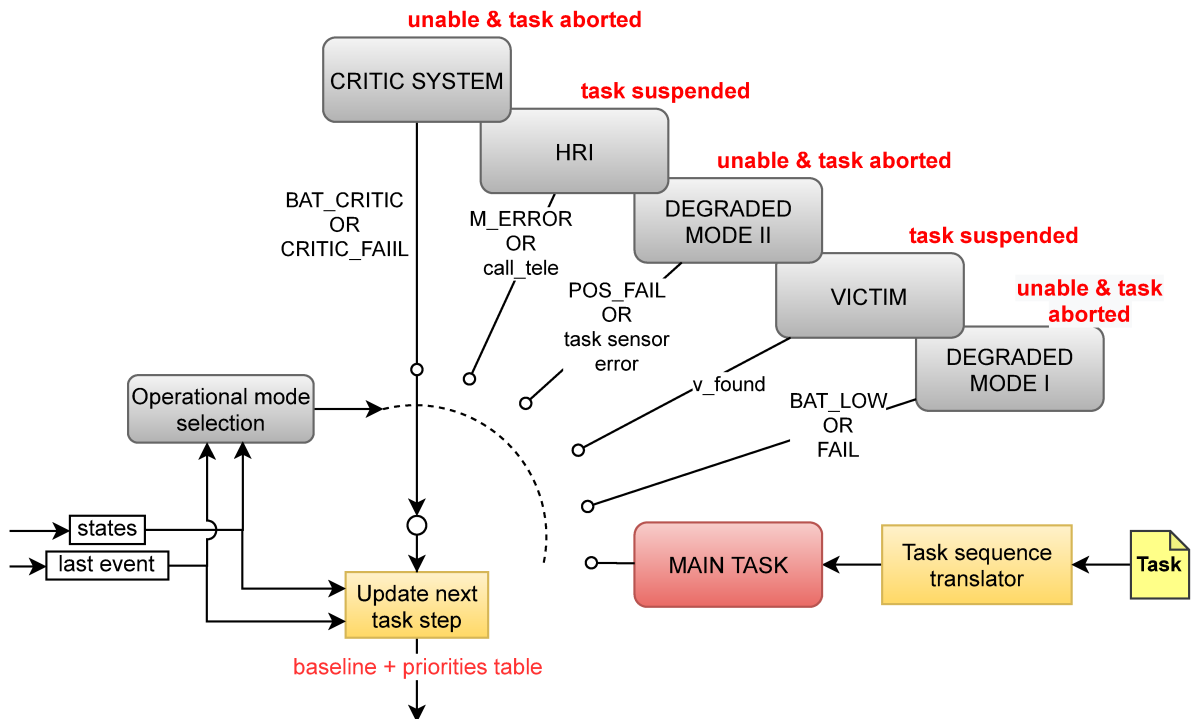 unable & task aborted
CRITIC SYSTEM
task suspended
HRI
unable & task aborted
DEGRADED
MODE II
task suspended
VICTIM
unable & task
aborted
DEGRADED
MODE I
BAT_CRITIC
OR
CRITIC_FAIIL
M_ERROR
OR
call_tele
POS_FAIL
OR
task sensor
error
v_found
BAT_LOW
OR
FAIL
Operational mode
selection
states
last event
Update next
task step
baseline + priorities table
MAIN TASK
Task sequence
translator
Task